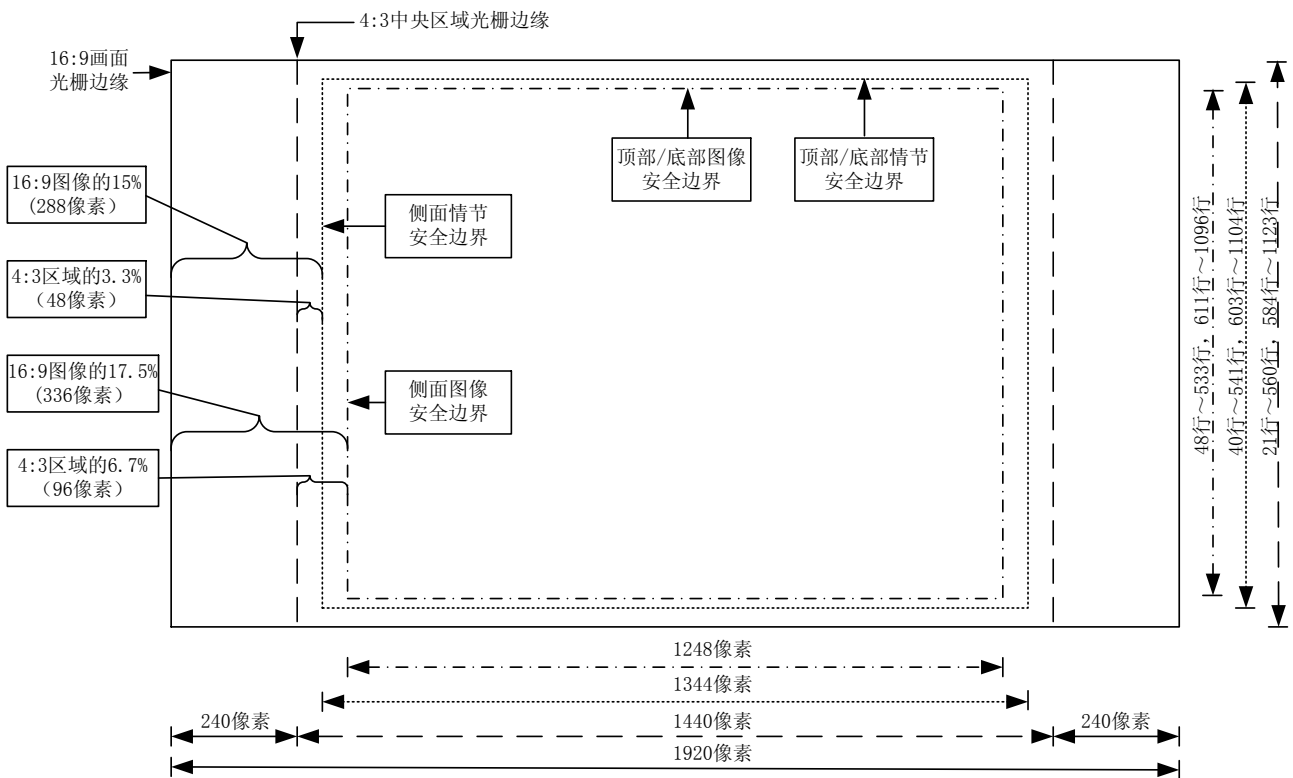 4:3中央区域光栅边缘
16:9画面
光栅边缘
顶部/底部图像
安全边界
顶部/底部情节
安全边界
16:9图像的15%
(288像素)
侧面情节
安全边界
4:3区域的3.3%
(48像素)
16:9图像的17.5%
(336像素)
侧面图像
安全边界
4:3区域的6.7%
(96像素)
48行~533行, 611行~1096行
40行~541行, 603行~1104行
21行~560行, 584行~1123行
1248像素
1344像素
240像素
1440像素
240像素
1920像素